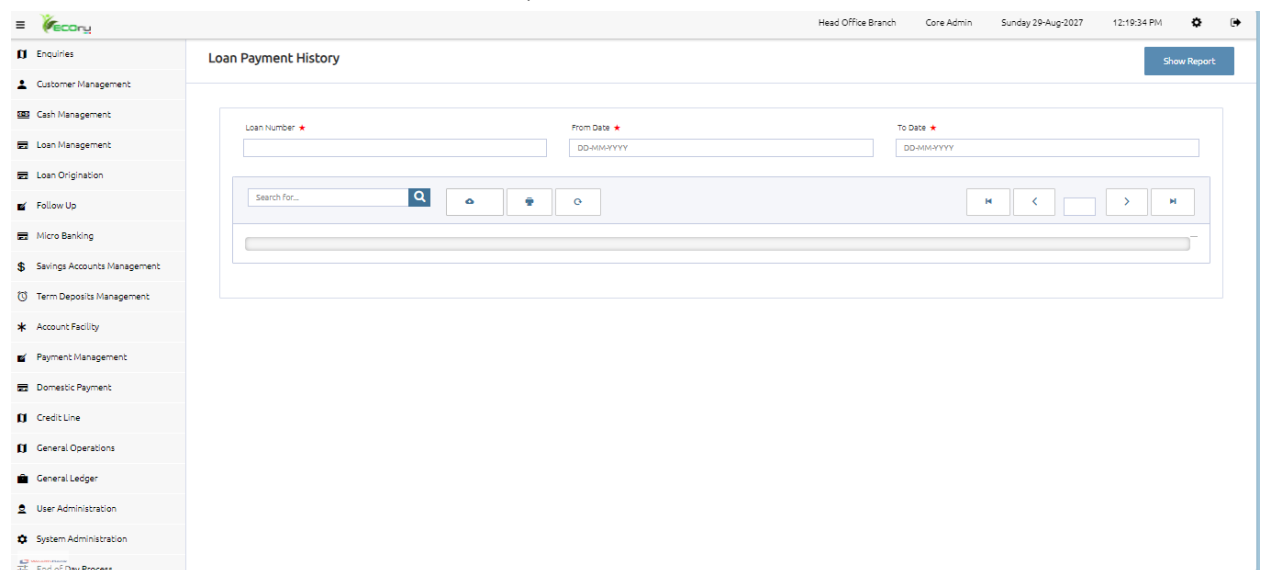 ecory
Head Office Branch Core Admin Sunday 29-Aug-2027 12:19:34 PM
Enquiries
Customer Management
Cash Management
Loan Management
Loan Origination
Follow Up
Micro Banking
Savings Accounts Management
Term Deposits Management
Account Facility
Payment Management
Domestic Payment
Credit Line
General Operations
General Ledger
User Administration
System Administration
End of Day Process
Loan Payment History
Show Report
Loan Number ★ From Date ★ To Date ★
DD-MM-YYYY DD-MM-YYYY
Search for...